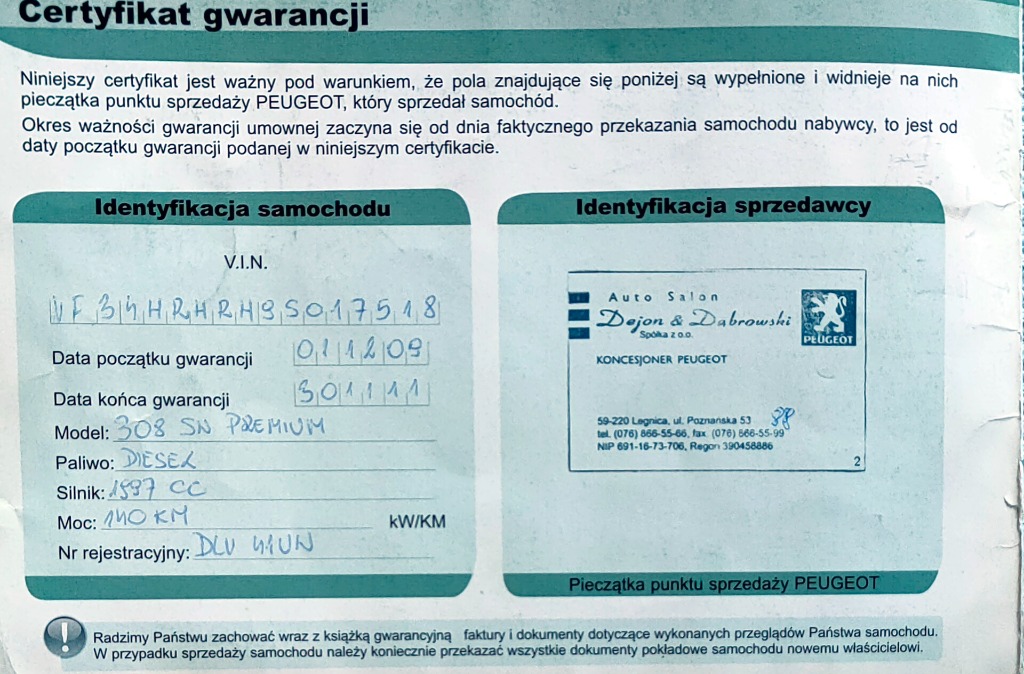 Certyfikat gwarancji
Niniejszy certyfikat jest ważny pod warunkiem, że pola znajdujące się poniżej są wypełnione i widnieje na nich
pieczątka punktu sprzedaży PEUGEOT, który sprzedał samochód.
Okres ważności gwarancji umownej zaczyna się od dnia faktycznego przekazania samochodu nabywcy, to jest od
daty początku gwarancji podanej w niniejszym certyfikacie.
Identyfikacja samochodu
V.I.N.
VF34HRHRH9S017518
Data początku gwarancji 011209
Data końca gwarancji 301111
Model: 308 SN PREMIUM
Paliwo: DIESEL
Silnik: 1997 CC
Moc: 140 KM kW/KM
Nr rejestracyjny: DLU 41UN
Identyfikacja sprzedawcy
Auto Salon
Dejon & Dąbrowski
Spółka z o.o.
PEUGEOT
KONCESJONER PEUGEOT
59-220 Legnica, ul. Poznańska 53
tel. (076) 866-55-66, fax (076) 866-55-99
NIP 691-16-73-706, Regon 390458886
2
Pieczątka punktu sprzedaży PEUGEOT
Radzimy Państwu zachować wraz z książką gwarancyjną faktury i dokumenty dotyczące wykonanych przeglądów Państwa samochodu.
W przypadku sprzedaży samochodu należy koniecznie przekazać wszystkie dokumenty pokładowe samochodu nowemu właścicielowi.